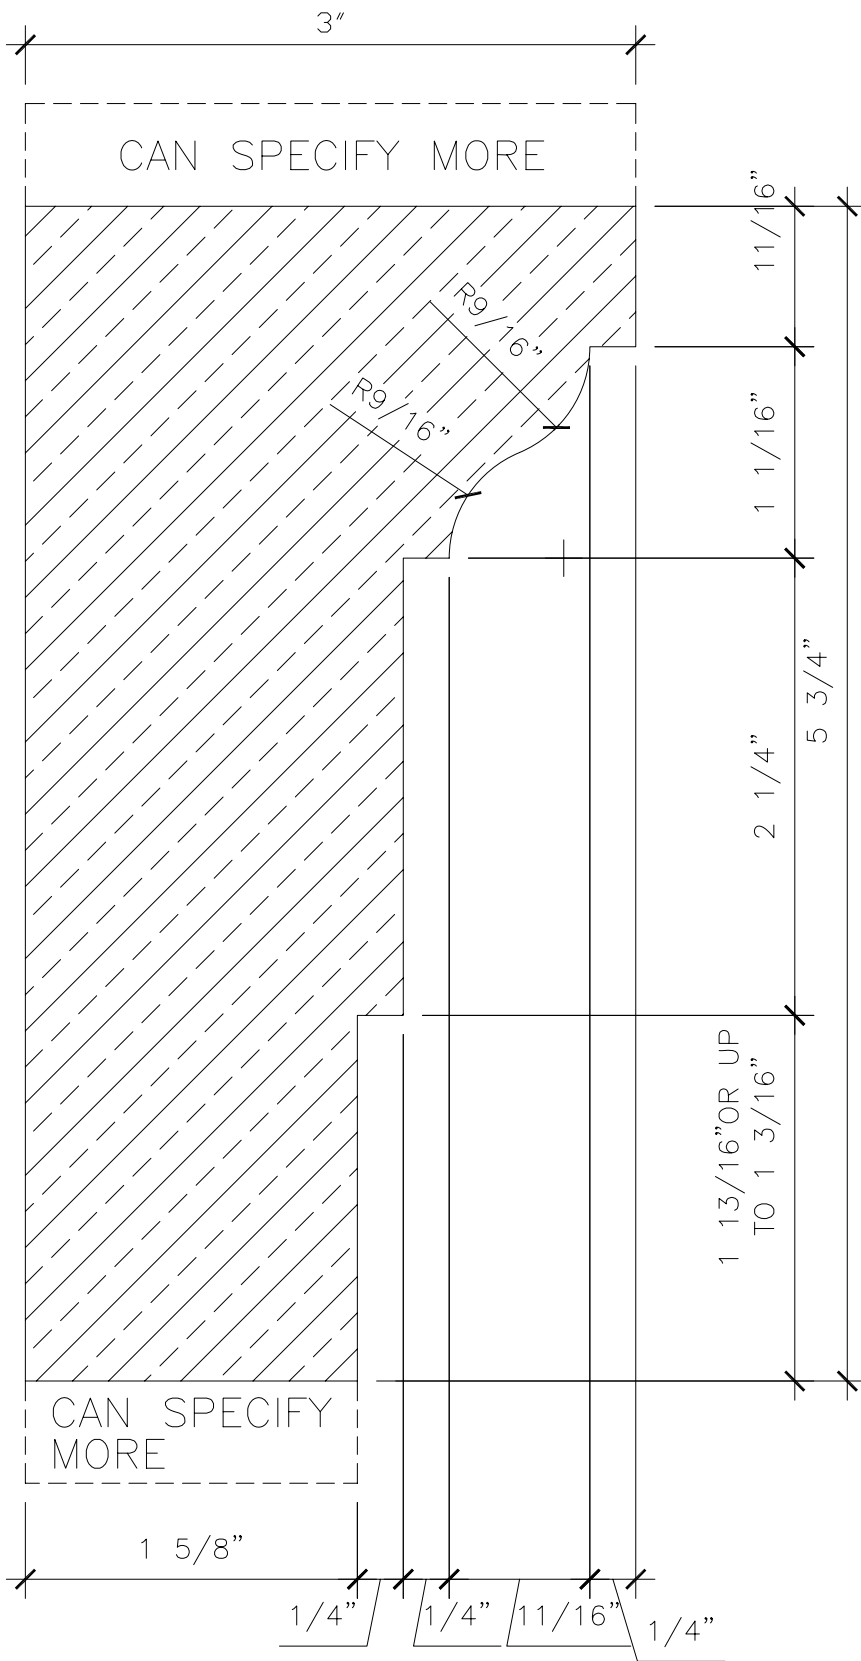 3"
CAN SPECIFY MORE
11/16"
R9/16"
R9/16"
1 1/16"
5 3/4"
2 1/4"
1 13/16"OR UP
TO 1 3/16"
CAN SPECIFY
MORE
1 5/8"
1/4"
1/4"
11/16"
1/4"